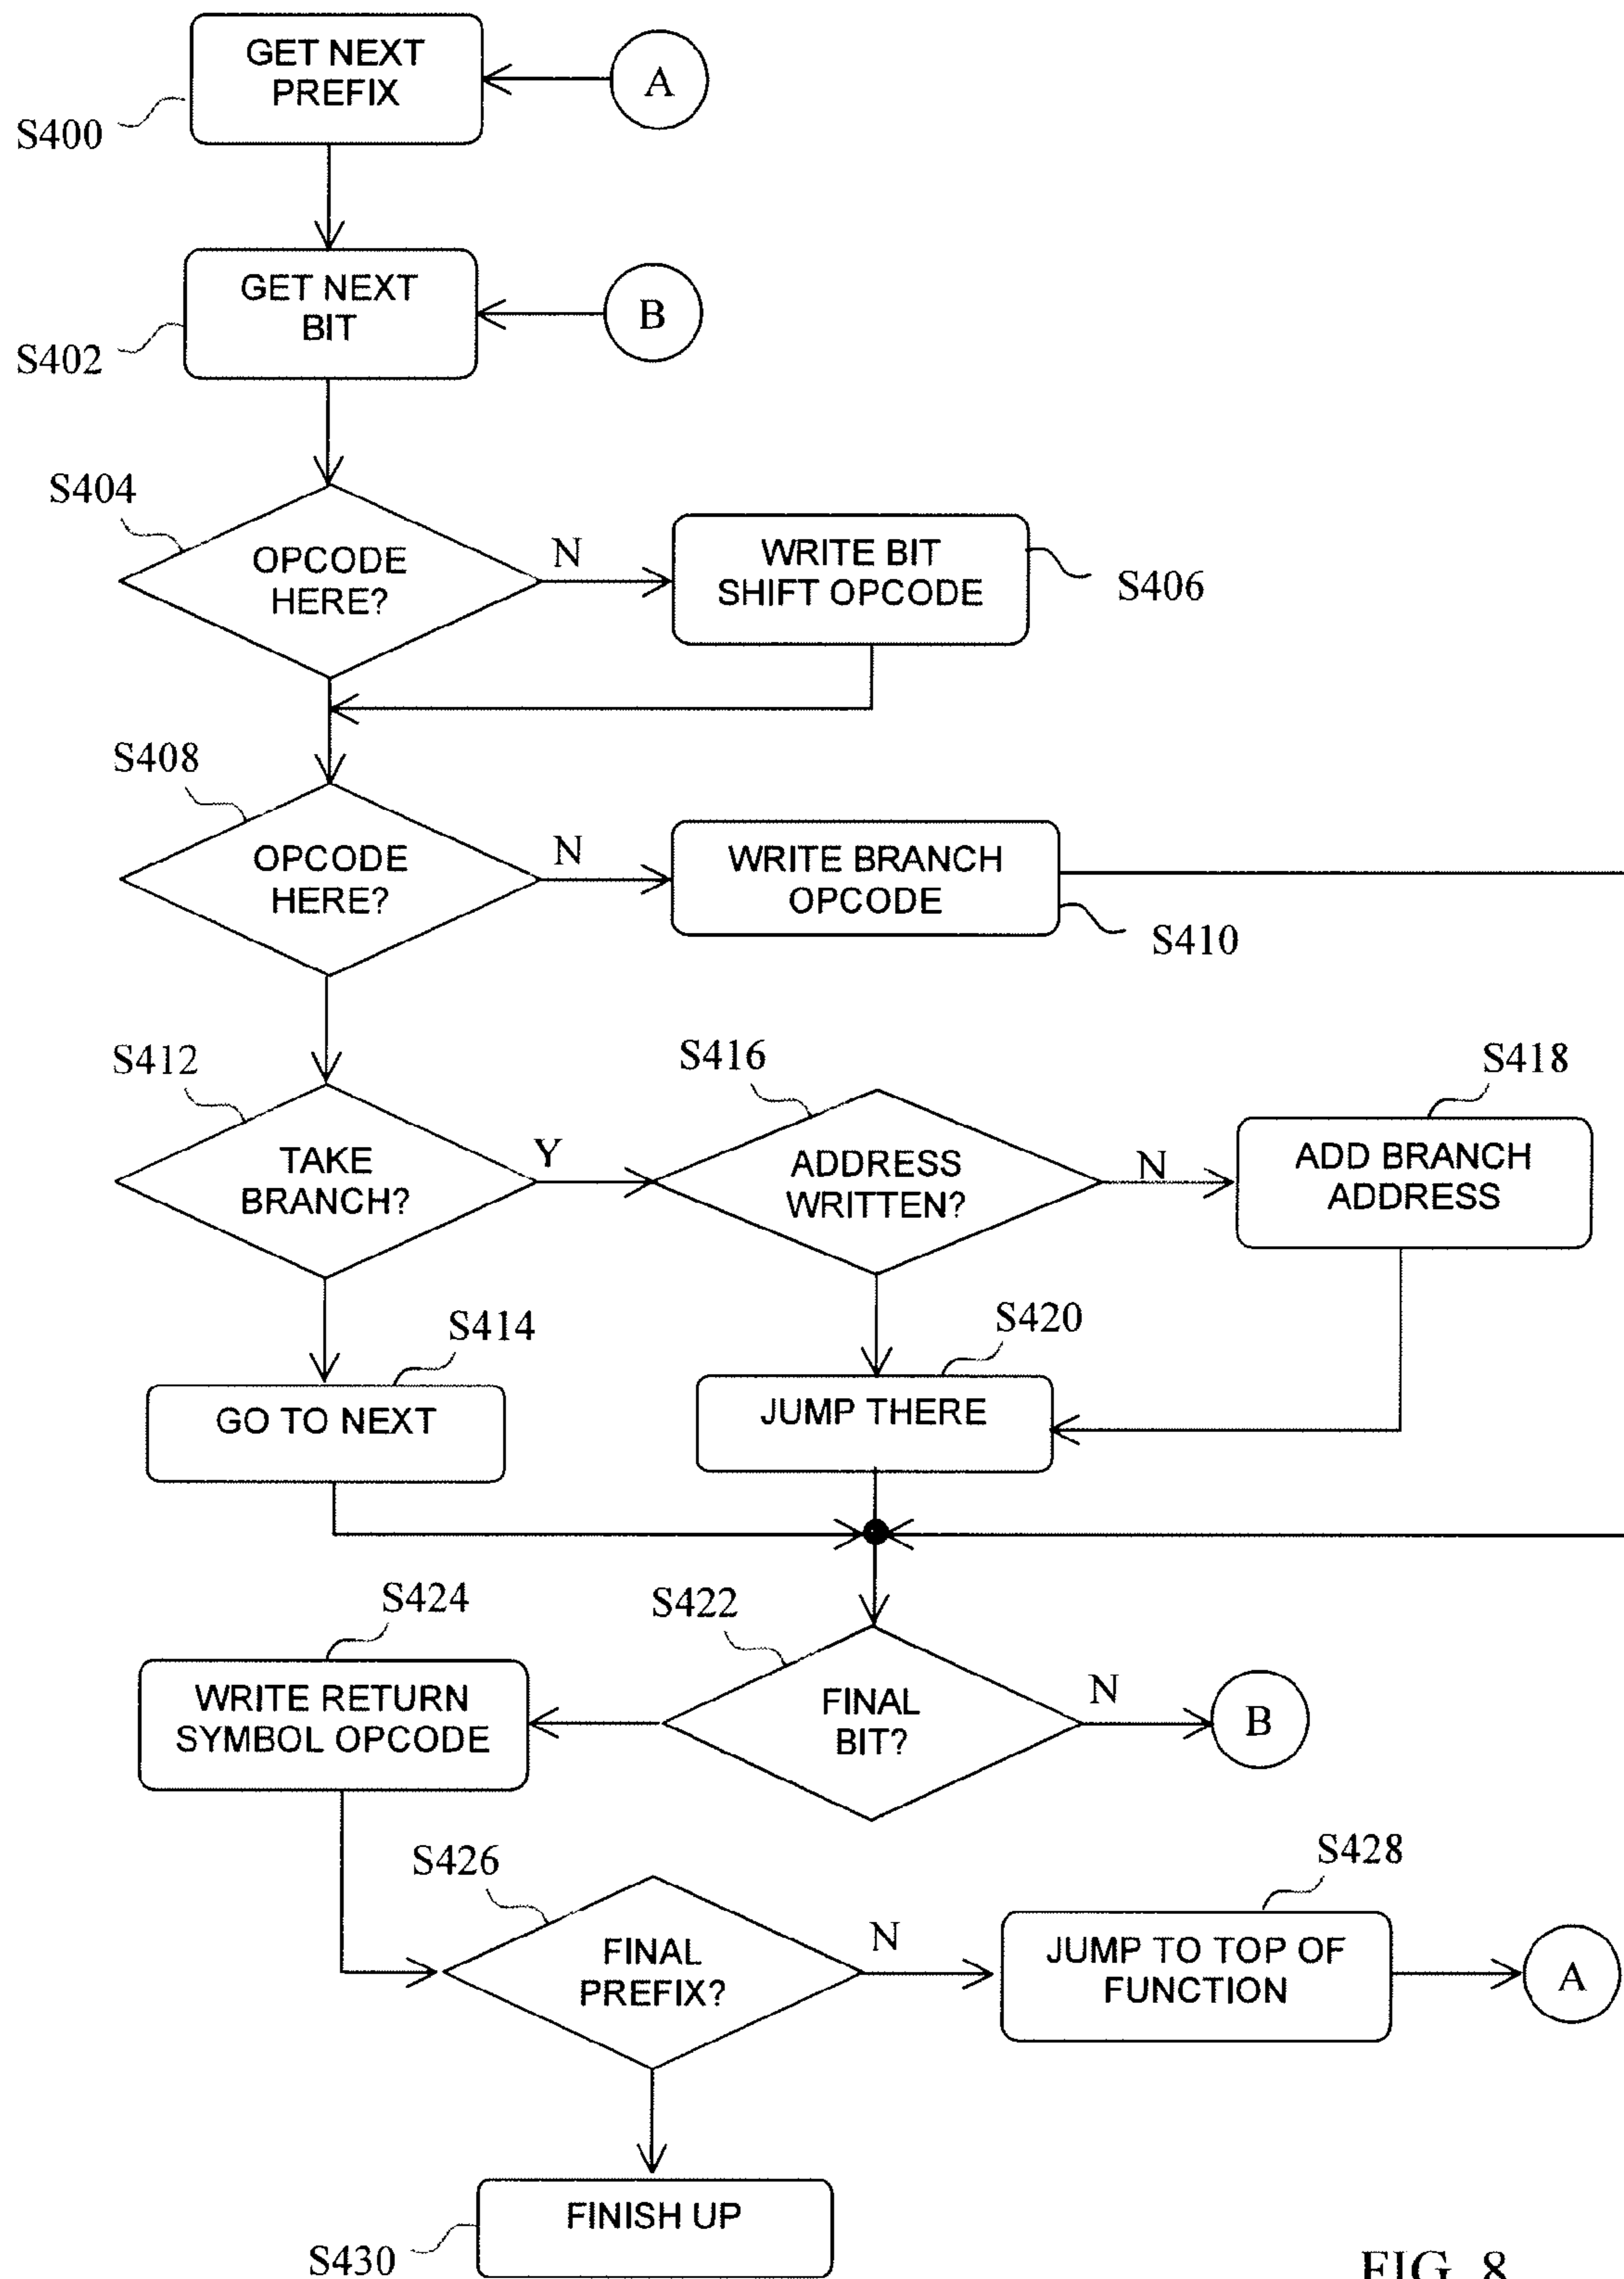 GET NEXT
PREFIX
A
S400
GET NEXT
BIT
B
S402
S404
OPCODE
HERE?
N
WRITE BIT
SHIFT OPCODE
S406
S408
OPCODE
HERE?
N
WRITE BRANCH
OPCODE
S410
S412
TAKE
BRANCH?
Y
S416
ADDRESS
WRITTEN?
N
S418
ADD BRANCH
ADDRESS
S414
GO TO NEXT
S420
JUMP THERE
S424
WRITE RETURN
SYMBOL OPCODE
S422
FINAL
BIT?
N
B
S426
FINAL
PREFIX?
N
S428
JUMP TO TOP OF
FUNCTION
A
FINISH UP
S430
FIG. 8